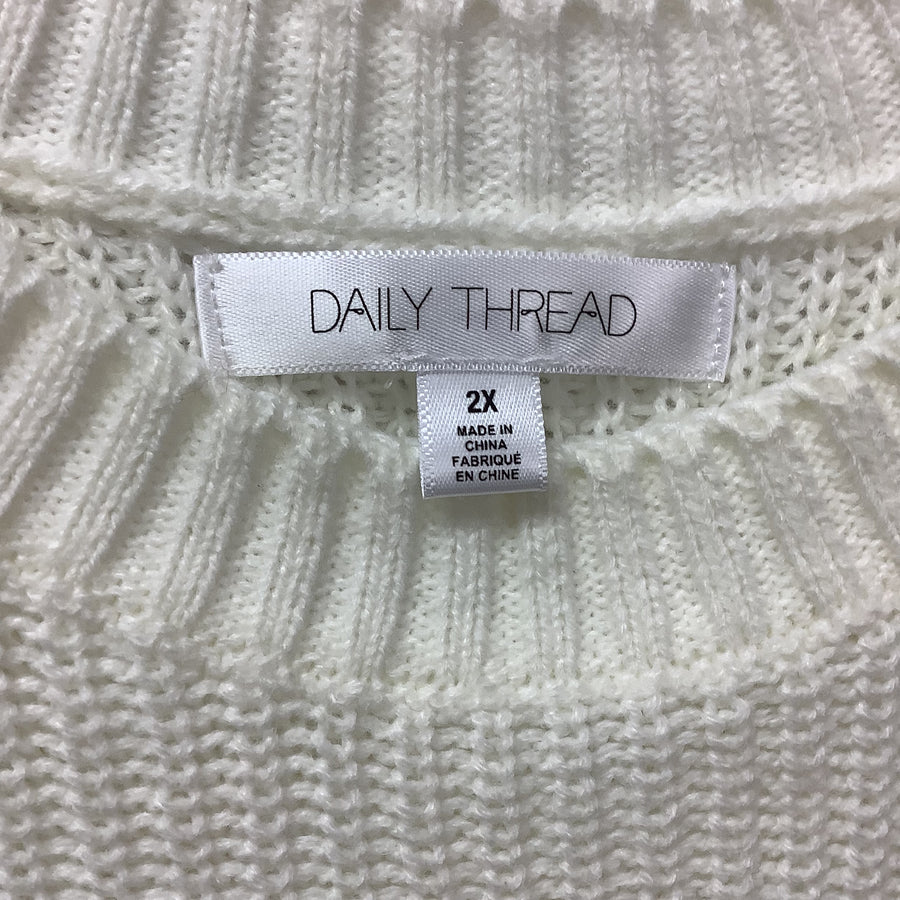 DAILY THREAD
2X
MADE IN
CHINA
FABRIQUÉ
EN CHINE